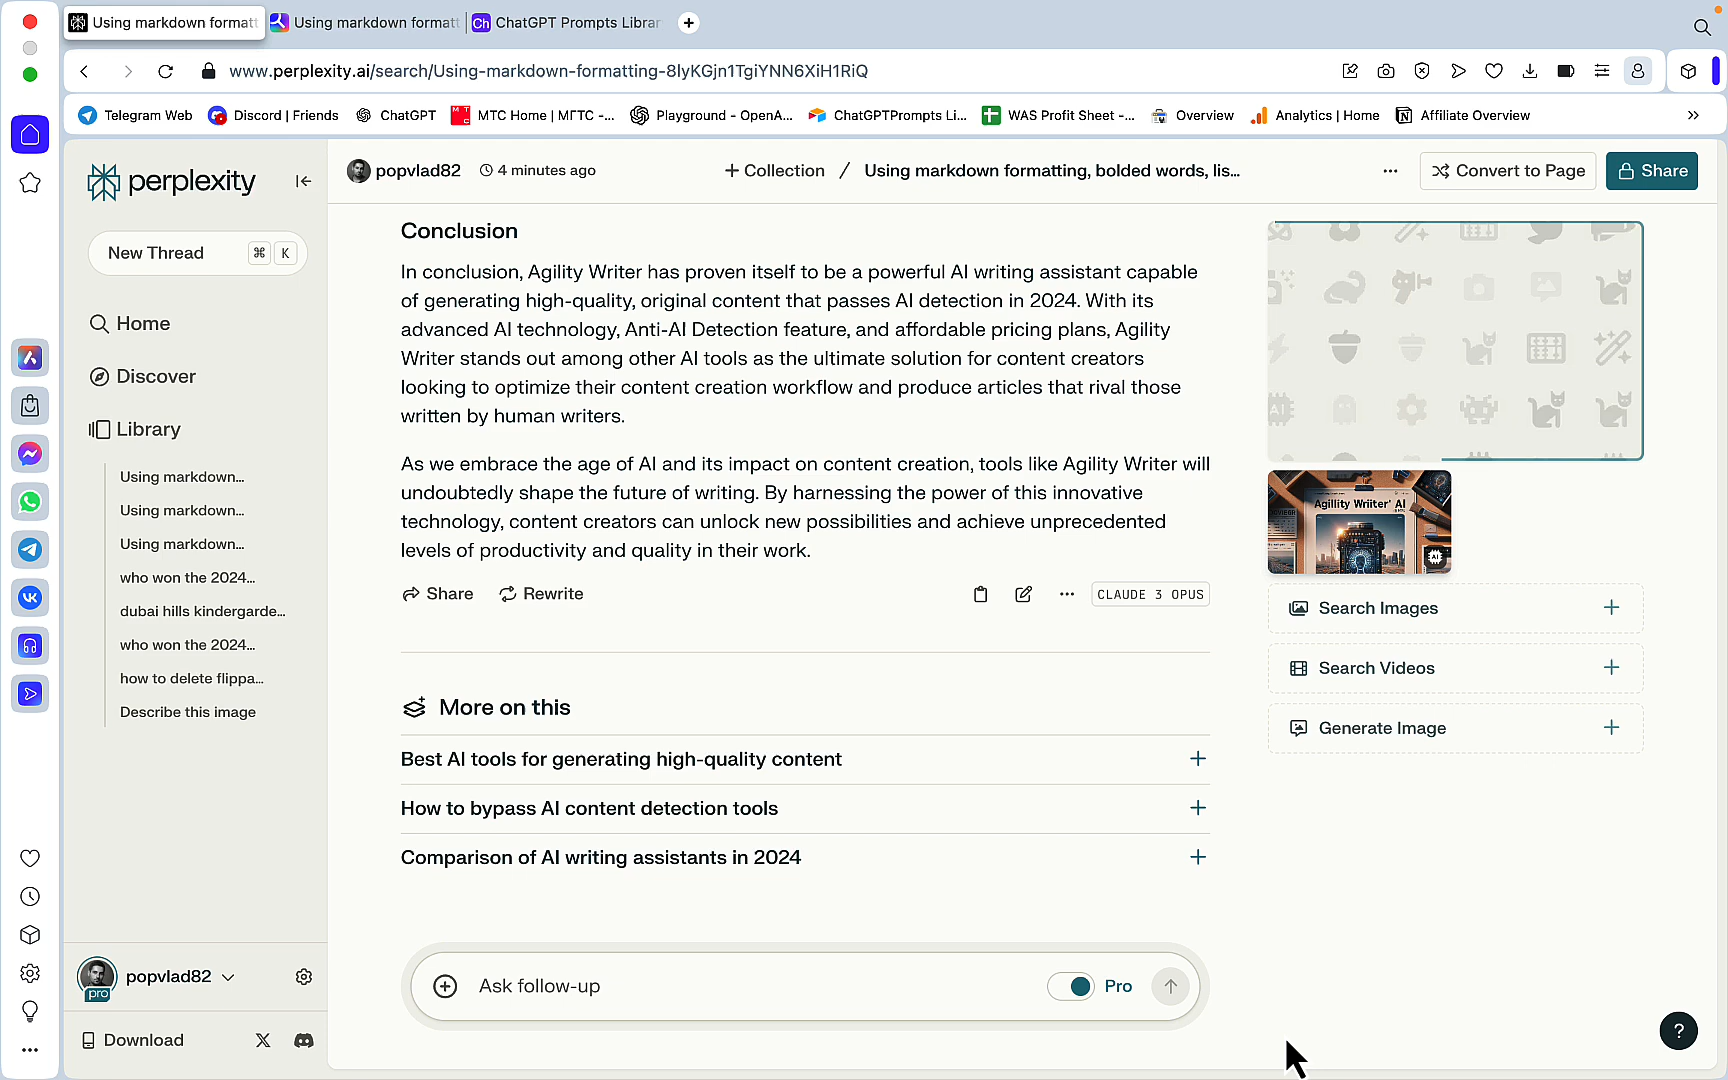 Using markdown formatt
Using markdown formatt
Ch
ChatGPT Prompts Librar
www.perplexity.ai/search/Using-markdown-formatting-8IyKGjn1TgiYNN6XiH1RiQ
Telegram Web
Discord | Friends
ChatGPT
MTC Home | MFTC -...
Playground - OpenA...
ChatGPTPrompts Li...
WAS Profit Sheet -...
Overview
Analytics | Home
Affiliate Overview
perplexity
popvlad82
4 minutes ago
Collection / Using markdown formatting, bolded words, lis...
Convert to Page
Share
New Thread
⌘ K
Home
Discover
Library
Using markdown...
Using markdown...
Using markdown...
who won the 2024...
dubai hills kindergarde...
who won the 2024...
how to delete flippa...
Describe this image
Conclusion
In conclusion, Agility Writer has proven itself to be a powerful AI writing assistant capable
of generating high-quality, original content that passes AI detection in 2024. With its
advanced AI technology, Anti-AI Detection feature, and affordable pricing plans, Agility
Writer stands out among other AI tools as the ultimate solution for content creators
looking to optimize their content creation workflow and produce articles that rival those
written by human writers.
As we embrace the age of AI and its impact on content creation, tools like Agility Writer will
undoubtedly shape the future of writing. By harnessing the power of this innovative
technology, content creators can unlock new possibilities and achieve unprecedented
levels of productivity and quality in their work.
Share
Rewrite
CLAUDE 3 OPUS
More on this
Best AI tools for generating high-quality content
How to bypass AI content detection tools
Comparison of AI writing assistants in 2024
AI
Agillity Wriiter' AI
AI
Search Images
Search Videos
Generate Image
Ask follow-up
Pro
popvlad82
pro
Download
?